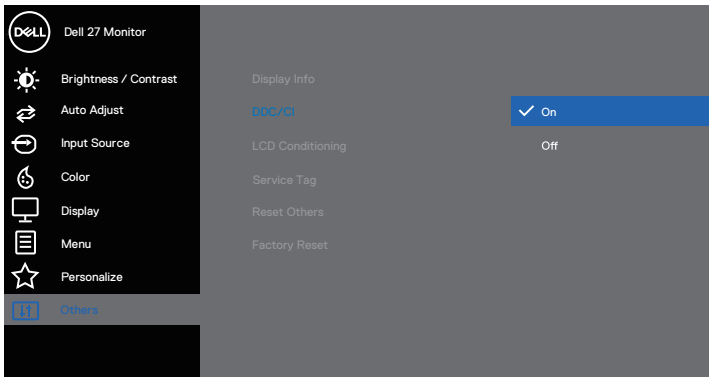 DELL Dell 27 Monitor
Brightness / Contrast Display Info
Auto Adjust DDC/CI On
Input Source LCD Conditioning Off
Color Service Tag
Display Reset Others
Menu Factory Reset
Personalize
Others